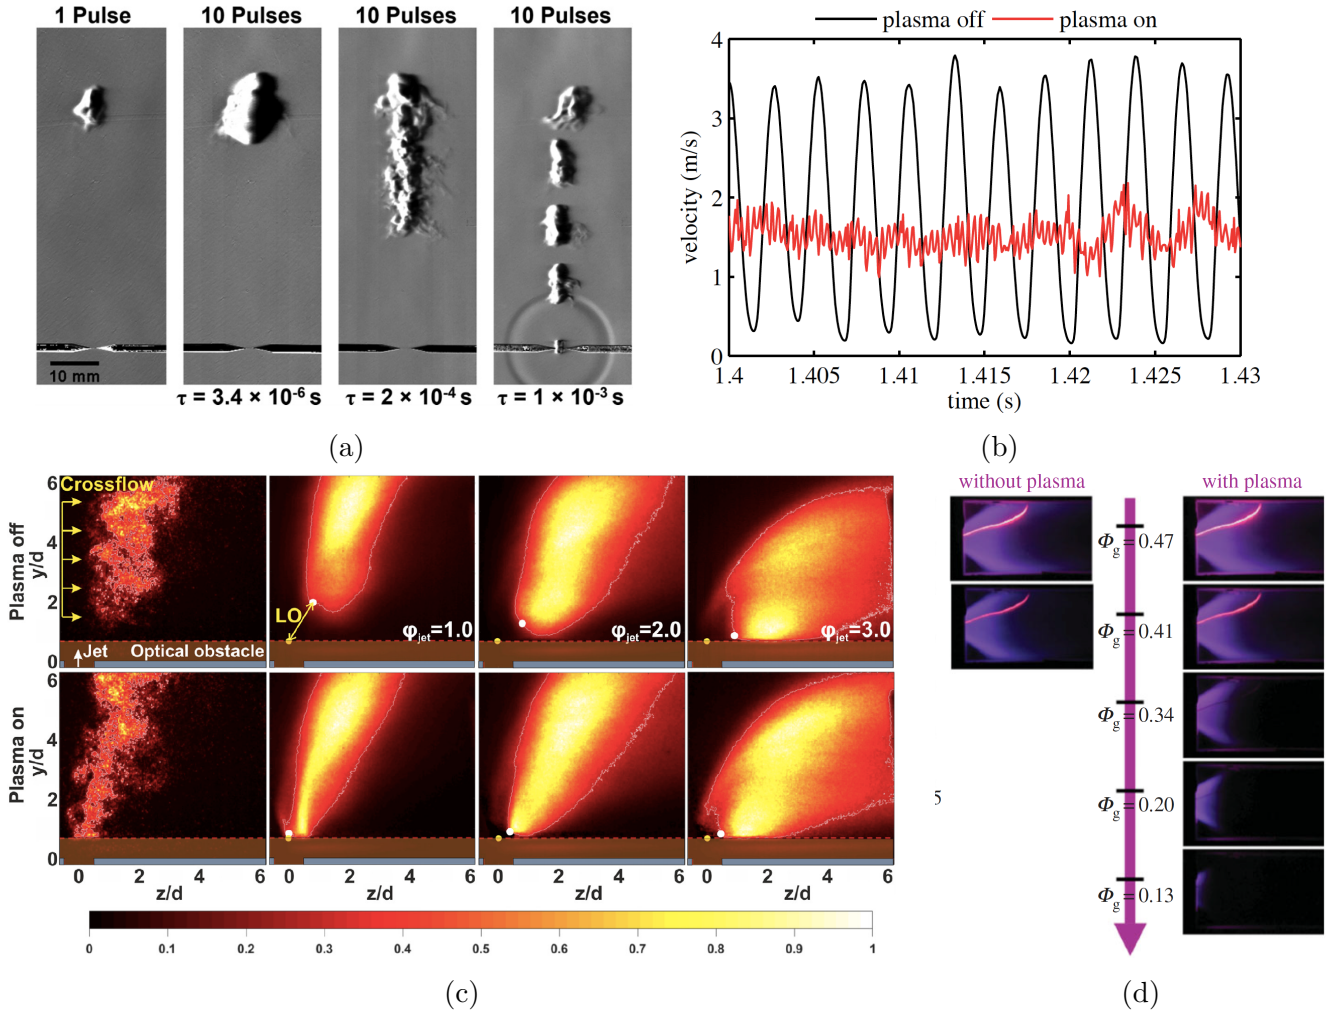 1 Pulse 10 Pulses 10 Pulses 10 Pulses
10 mm
τ = 3.4 × 10⁻⁶ s τ = 2 × 10⁻⁴ s τ = 1 × 10⁻³ s
(a)
plasma off plasma on
velocity (m/s)
4
3
2
1
0
1.4 1.405 1.41 1.415 1.42 1.425 1.43
time (s)
(b)
Plasma off
y/d
6
4
2
0
Crossflow
Jet Optical obstacle
LO
φjet=1.0
φjet=2.0
φjet=3.0
Plasma on
y/d
6
4
2
0
0 2 4 6 0 2 4 6 0 2 4 6 0 2 4 6
z/d z/d z/d z/d
0 0.1 0.2 0.3 0.4 0.5 0.6 0.7 0.8 0.9 1
(c)
without plasma with plasma
Φg = 0.47
Φg = 0.41
Φg = 0.34
5
Φg = 0.20
Φg = 0.13
(d)